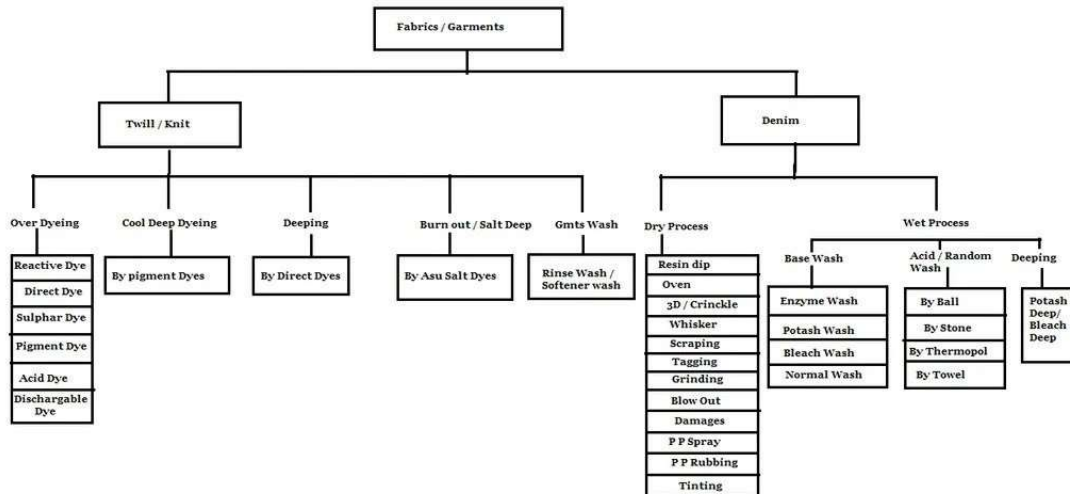 Fabrics / Garments
Twill / Knit
Denim
Over Dyeing
Cool Deep Dyeing
Deeping
Burn out / Salt Deep
Gmts Wash
Dry Process
Wet Process
Reactive Dye
Direct Dye
Sulphar Dye
Pigment Dye
Acid Dye
Dischargable
Dye
By pigment Dyes
By Direct Dyes
By Asu Salt Dyes
Rinse Wash /
Softener wash
Resin dip
Oven
3D / Crinckle
Whisker
Scraping
Tagging
Grinding
Blow Out
Damages
P P Spray
P P Rubbing
Tinting
Base Wash
Enzyme Wash
Potash Wash
Bleach Wash
Normal Wash
Acid / Random
Wash
By Ball
By Stone
By Thermopol
By Towel
Deeping
Potash
Deep/
Bleach
Deep